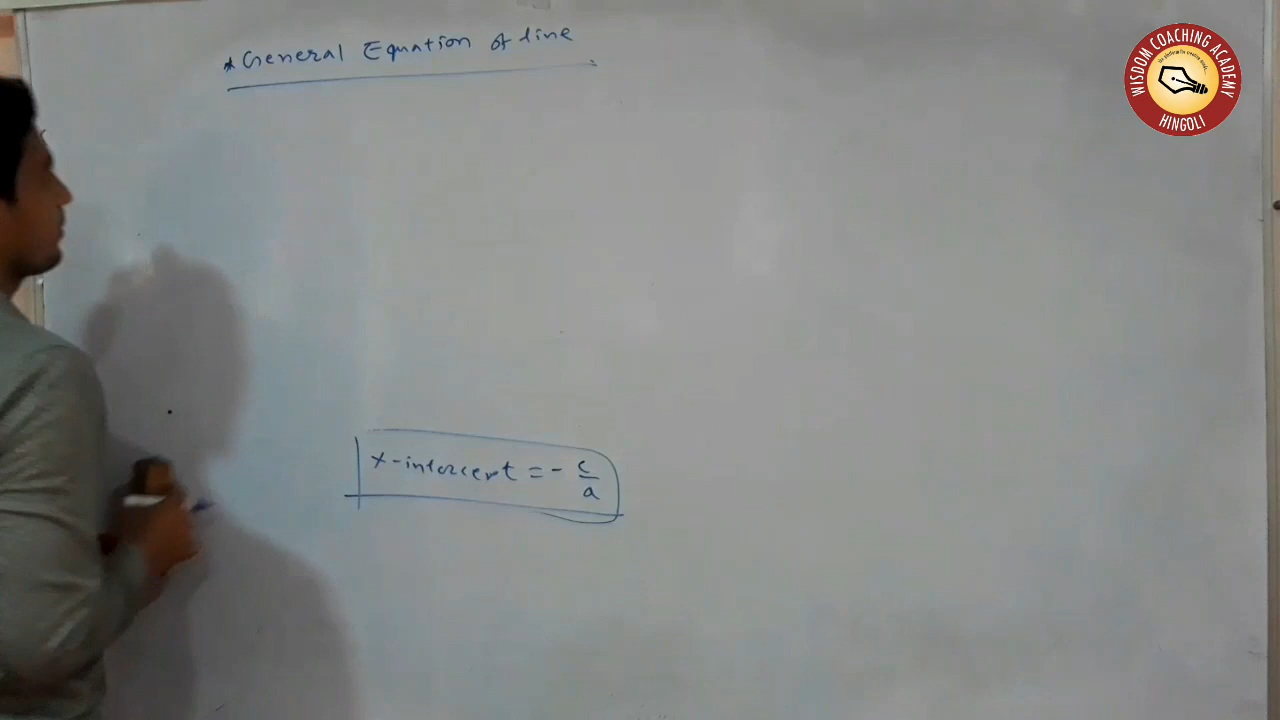 * General Equation of line
x-intercept = - c/a
WISDOM COACHING ACADEMY
HINGOLI